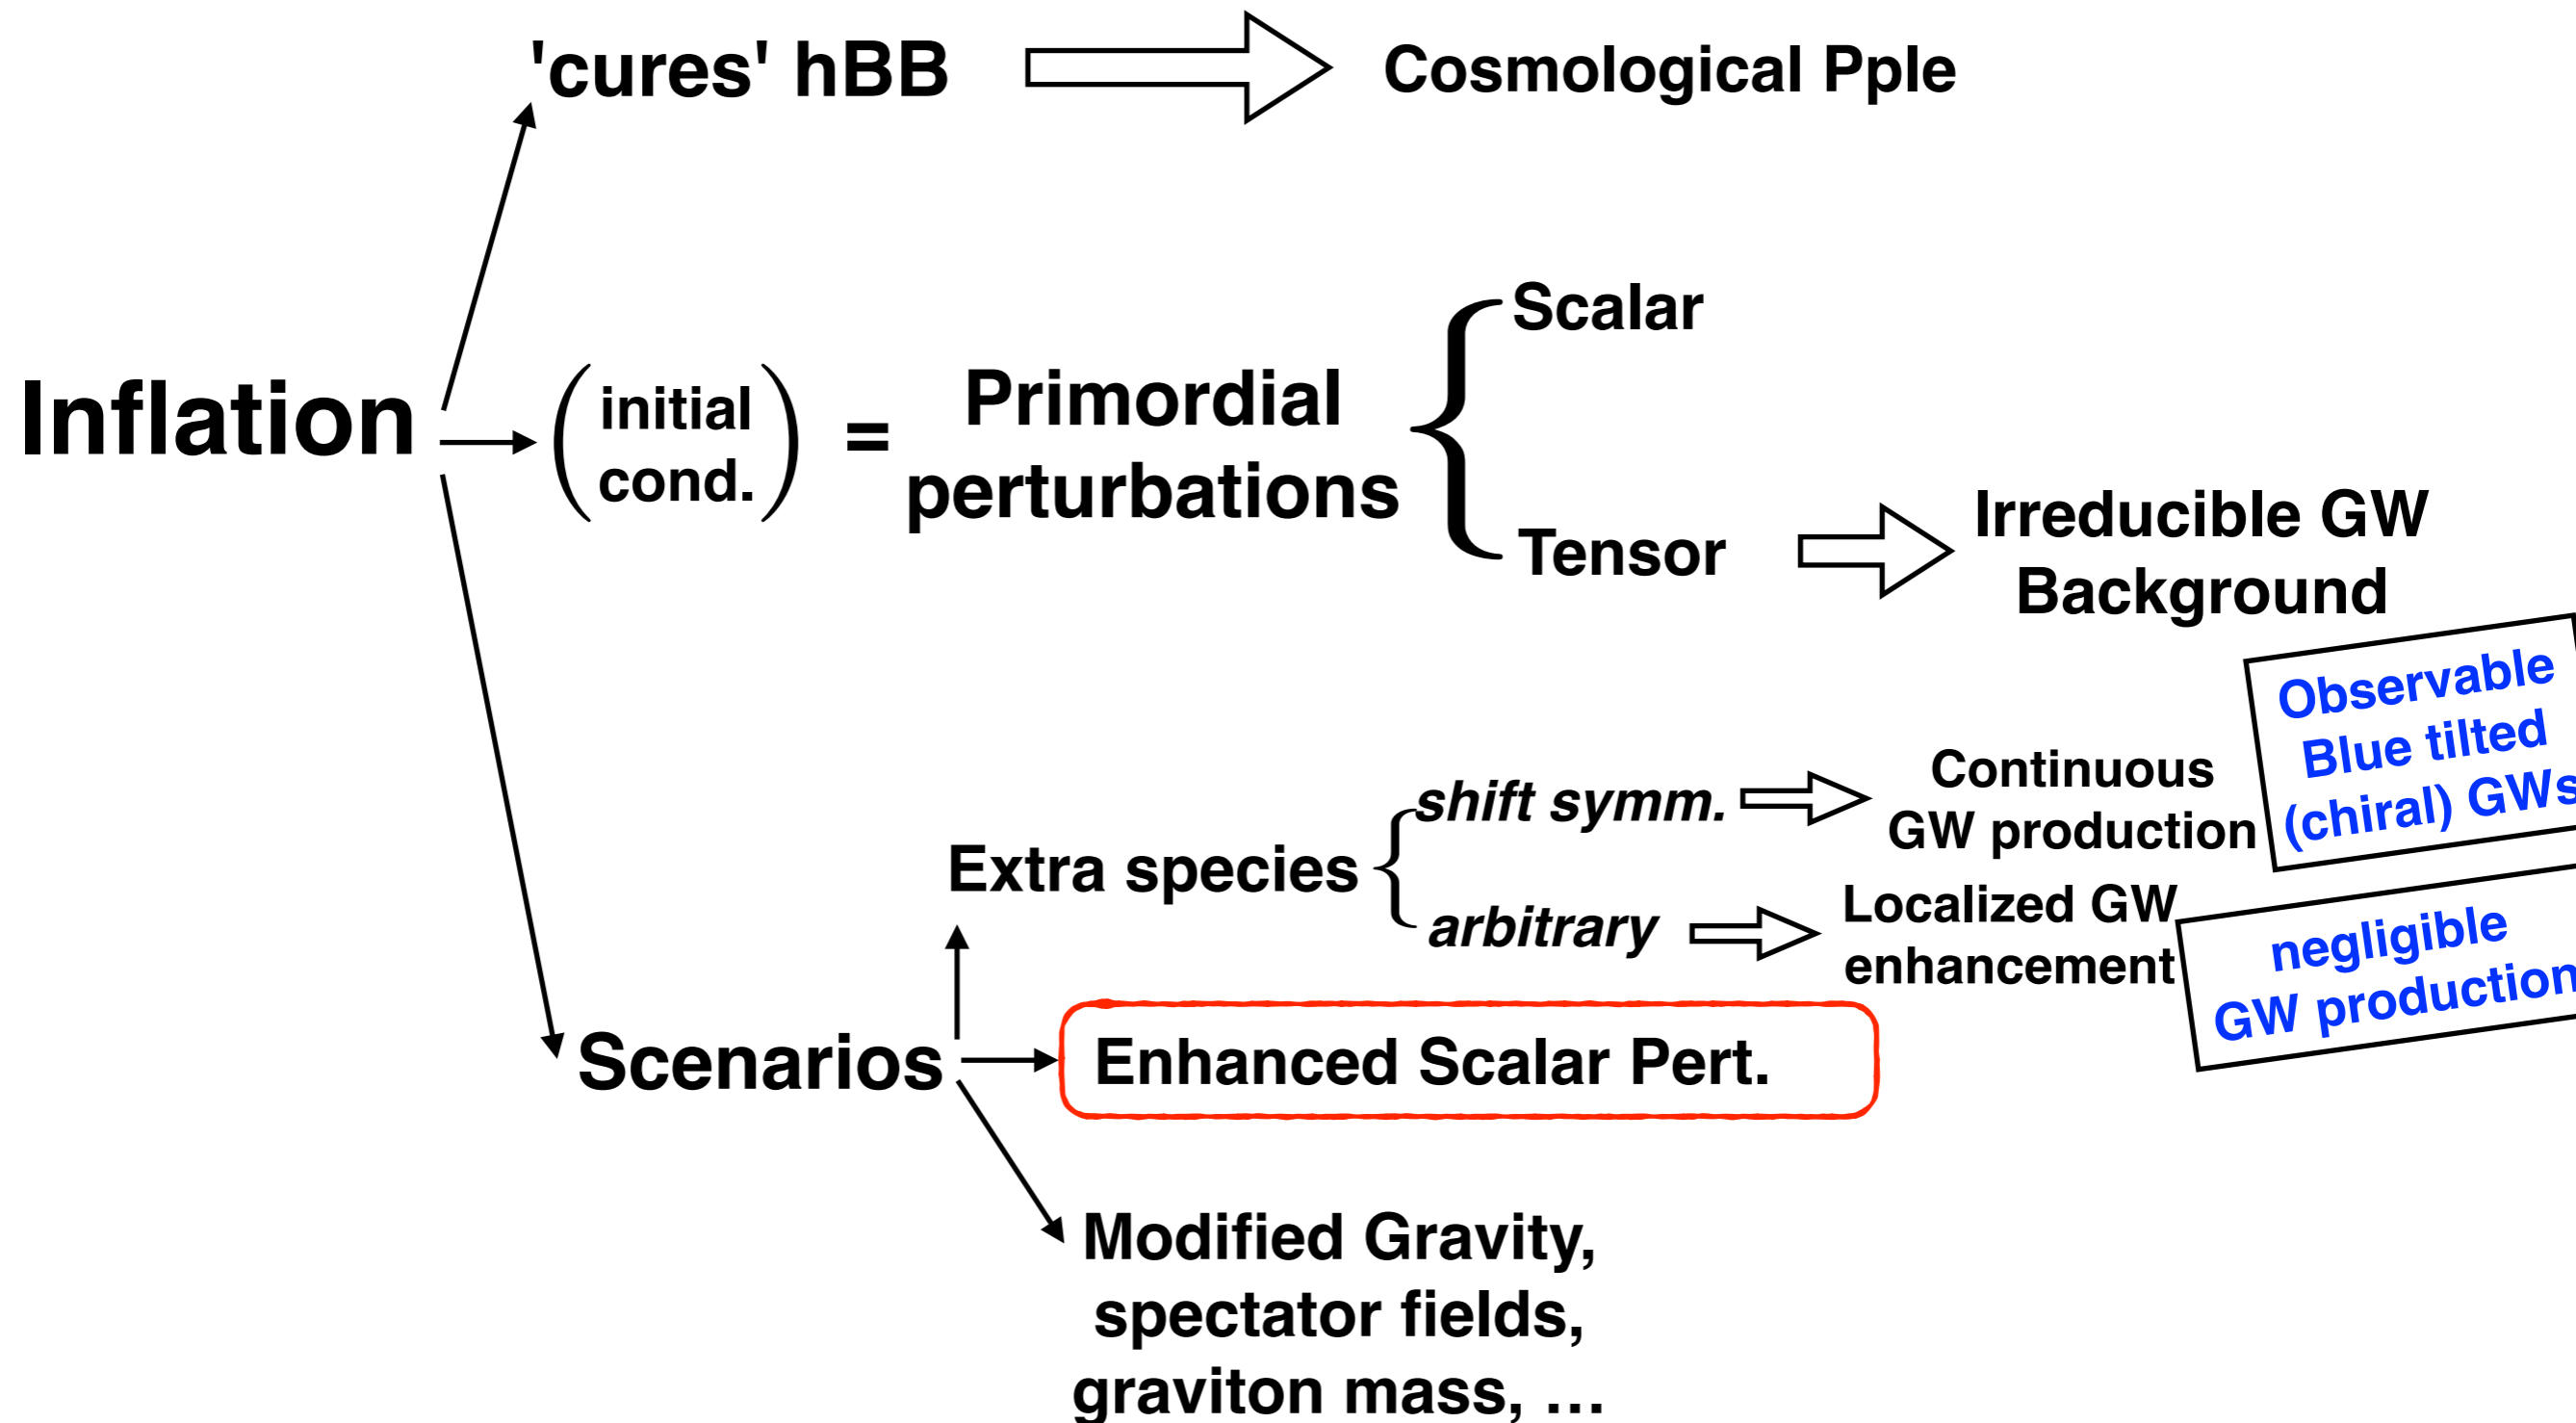 'cures' hBB
Cosmological Pple
Inflation
initial
cond.
=
Primordial
perturbations
Scalar
Tensor
Irreducible GW
Background
Observable
Blue tilted
(chiral) GWs
Extra species
shift symm.
Continuous
GW production
arbitrary
Localized GW
enhancement
negligible
GW production
Scenarios
Enhanced Scalar Pert.
Modified Gravity,
spectator fields,
graviton mass, ...